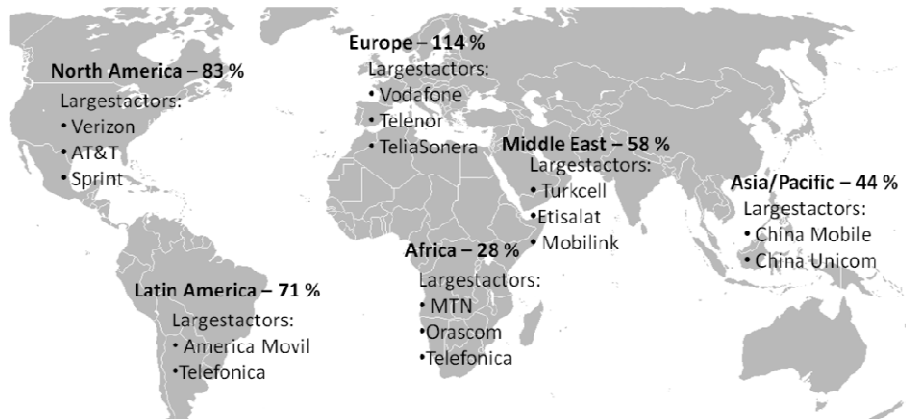 North America – 83 %
Largestactors:
• Verizon
• AT&T
• Sprint
Europe – 114 %
Largestactors:
• Vodafone
• Telenor
• TeliaSonera
Middle East – 58 %
Largestactors:
• Turkcell
•Etisalat
• Mobilink
Asia/Pacific – 44 %
Largestactors:
• China Mobile
• China Unicom
Africa – 28 %
Largestactors:
• MTN
•Orascom
•Telefonica
Latin America – 71 %
Largestactors:
• America Movil
•Telefonica